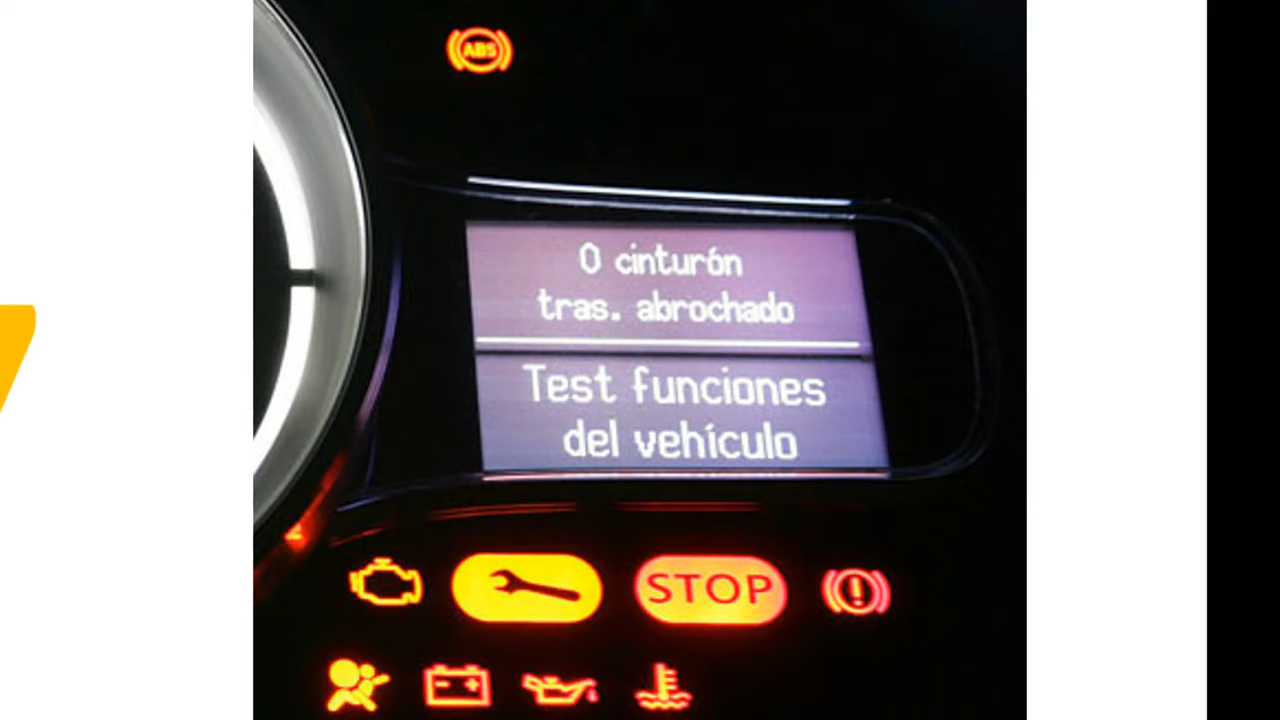 ABS
0 cinturón
tras. abrochado
Test funciones
del vehículo
STOP